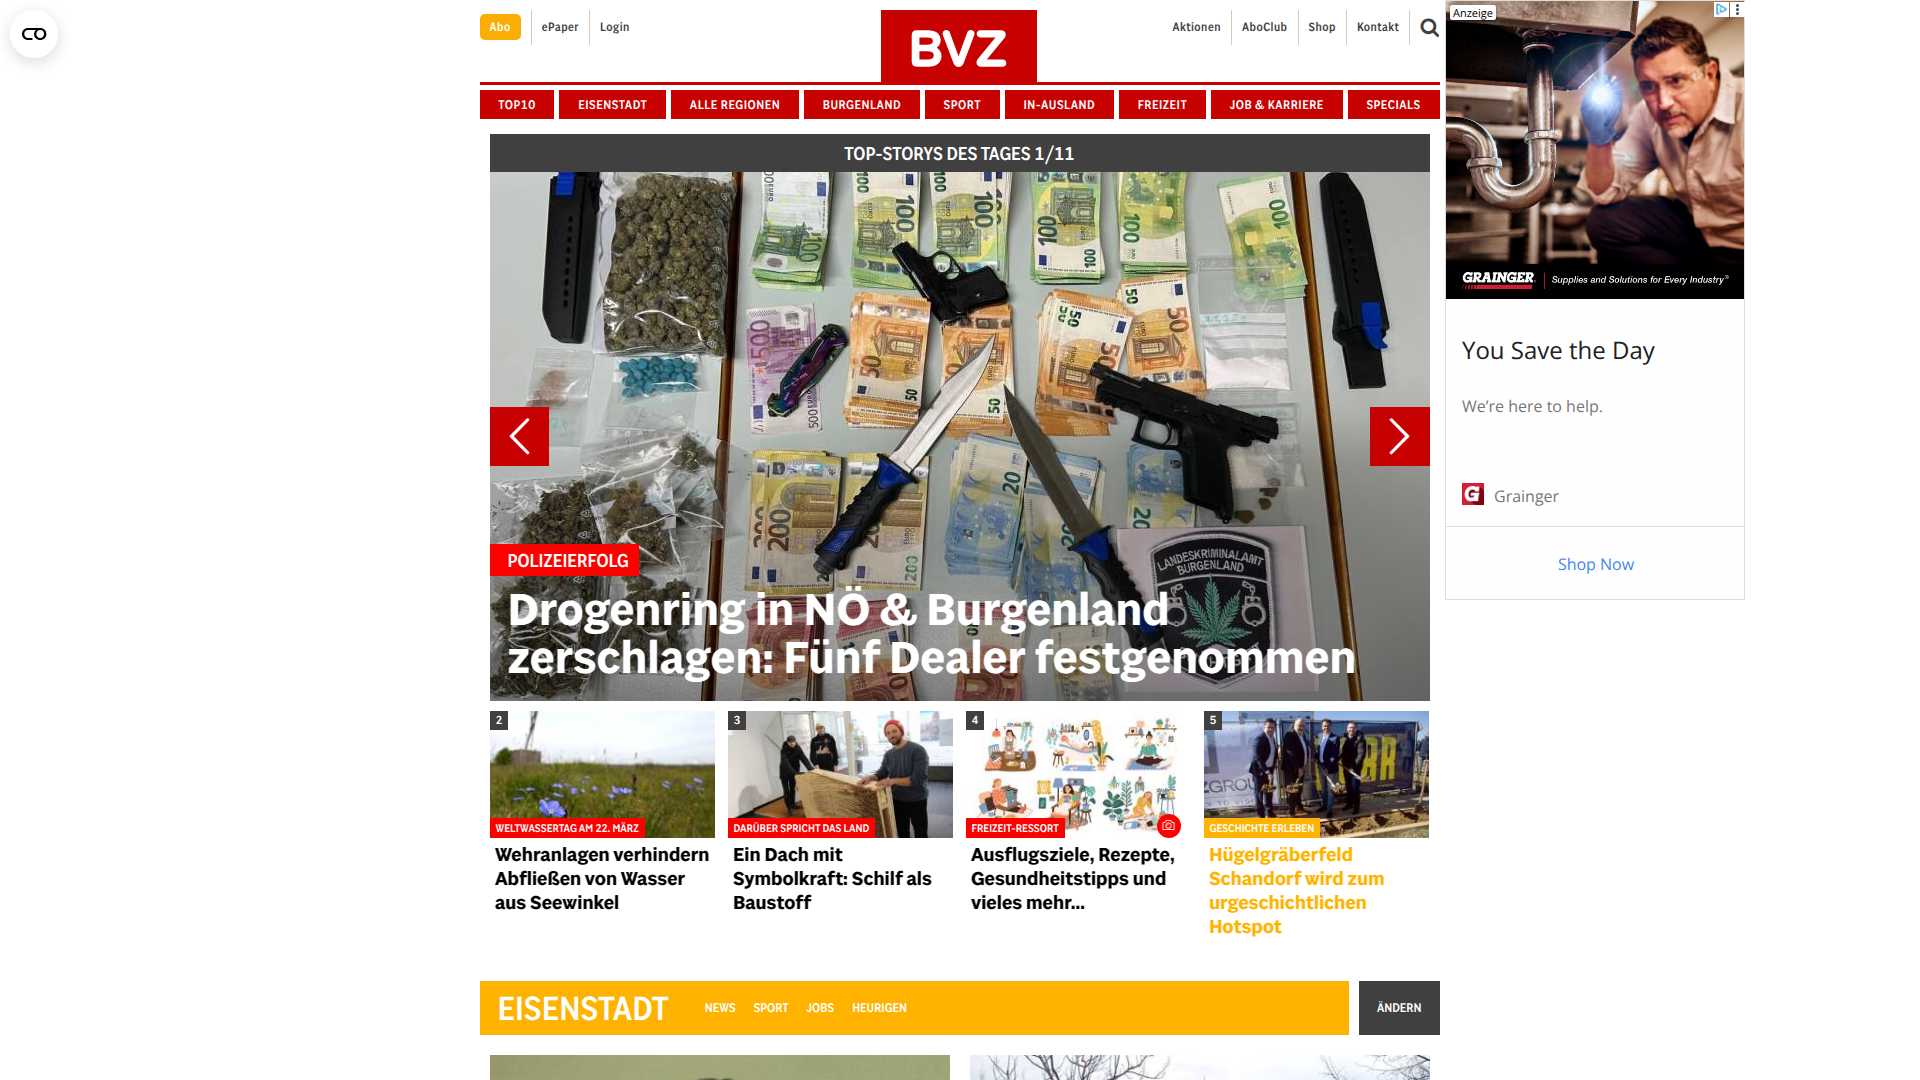 Abo
ePaper
Login
BVZ
Aktionen
AboClub
Shop
Kontakt
TOP10
EISENSTADT
ALLE REGIONEN
BURGENLAND
SPORT
IN-AUSLAND
FREIZEIT
JOB & KARRIERE
SPECIALS
TOP-STORYS DES TAGES 1/11
LANDESKRIMINALAMT
BURGENLAND
POLIZEIERFOLG
Drogenring in NÖ & Burgenland
zerschlagen: Fünf Dealer festgenommen
2
WELTWASSERTAG AM 22. MÄRZ
Wehranlagen verhindern
Abfließen von Wasser
aus Seewinkel
3
DARÜBER SPRICHT DAS LAND
Ein Dach mit
Symbolkraft: Schilf als
Baustoff
4
FREIZEIT-RESSORT
Ausflugsziele, Rezepte,
Gesundheitstipps und
vieles mehr...
5
GESCHICHTE ERLEBEN
Hügelgräberfeld
Schandorf wird zum
urgeschichtlichen
Hotspot
EISENSTADT
NEWS
SPORT
JOBS
HEURIGEN
ÄNDERN
Anzeige
GRAINGER
Supplies and Solutions for Every Industry®
You Save the Day
We're here to help.
Grainger
Shop Now